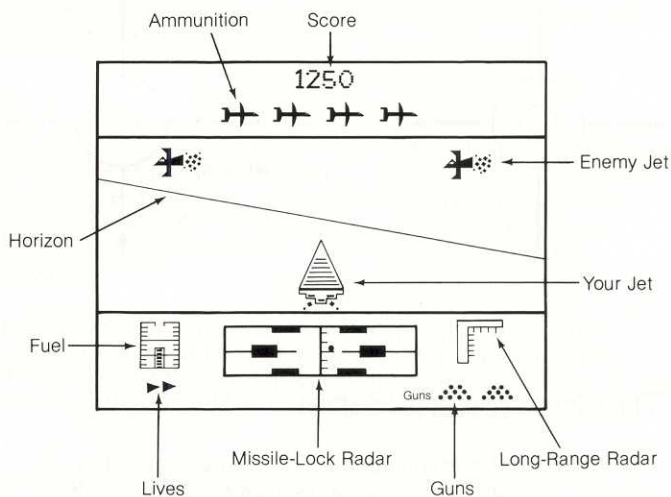 Ammunition
Score
1250
Enemy Jet
Horizon
Your Jet
Fuel
Guns
Missile-Lock Radar
Long-Range Radar
Lives
Guns